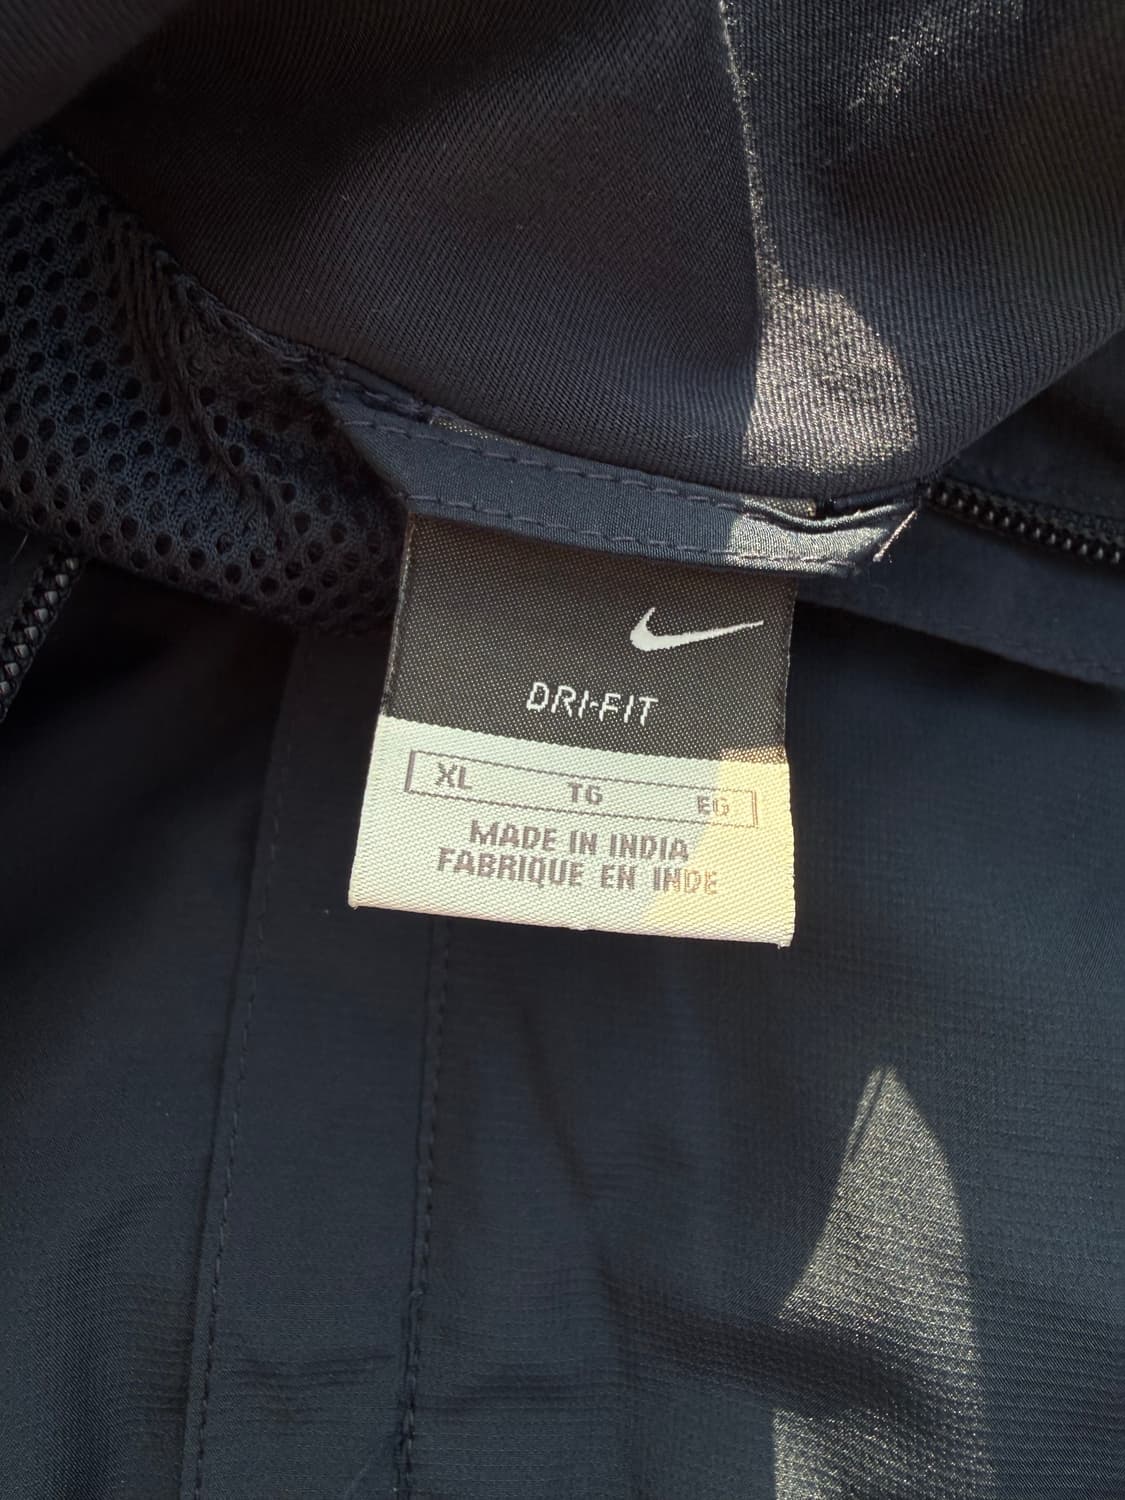 DRI-FIT
XL TG EG
MADE IN INDIA
FABRIQUE EN INDE